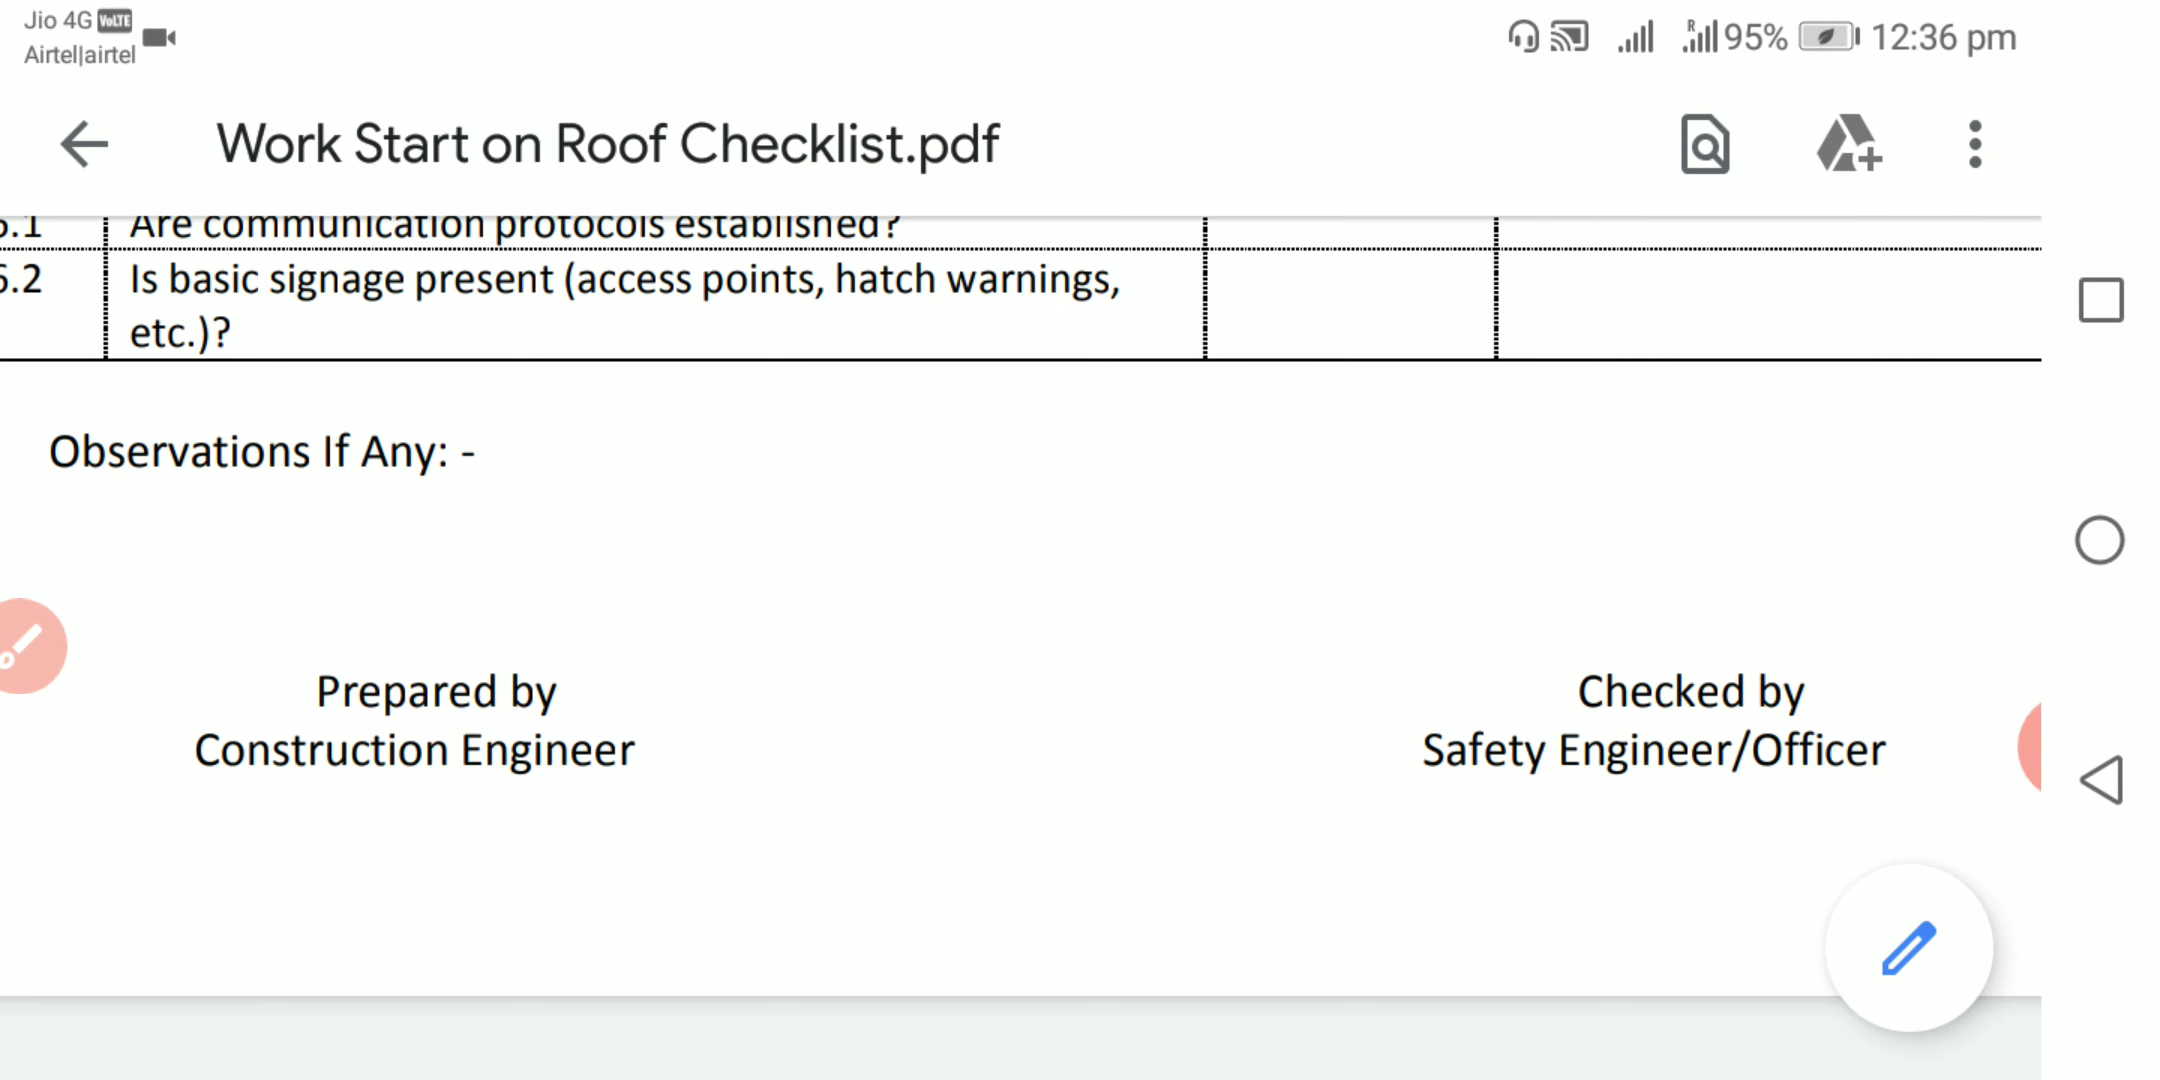 Jio 4G VoLTE
Airtel|airtel
95% 12:36 pm
Work Start on Roof Checklist.pdf
.1 Are communication protocols established?
.2 Is basic signage present (access points, hatch warnings,
etc.)?
Observations If Any: -
Prepared by
Checked by
Construction Engineer
Safety Engineer/Officer